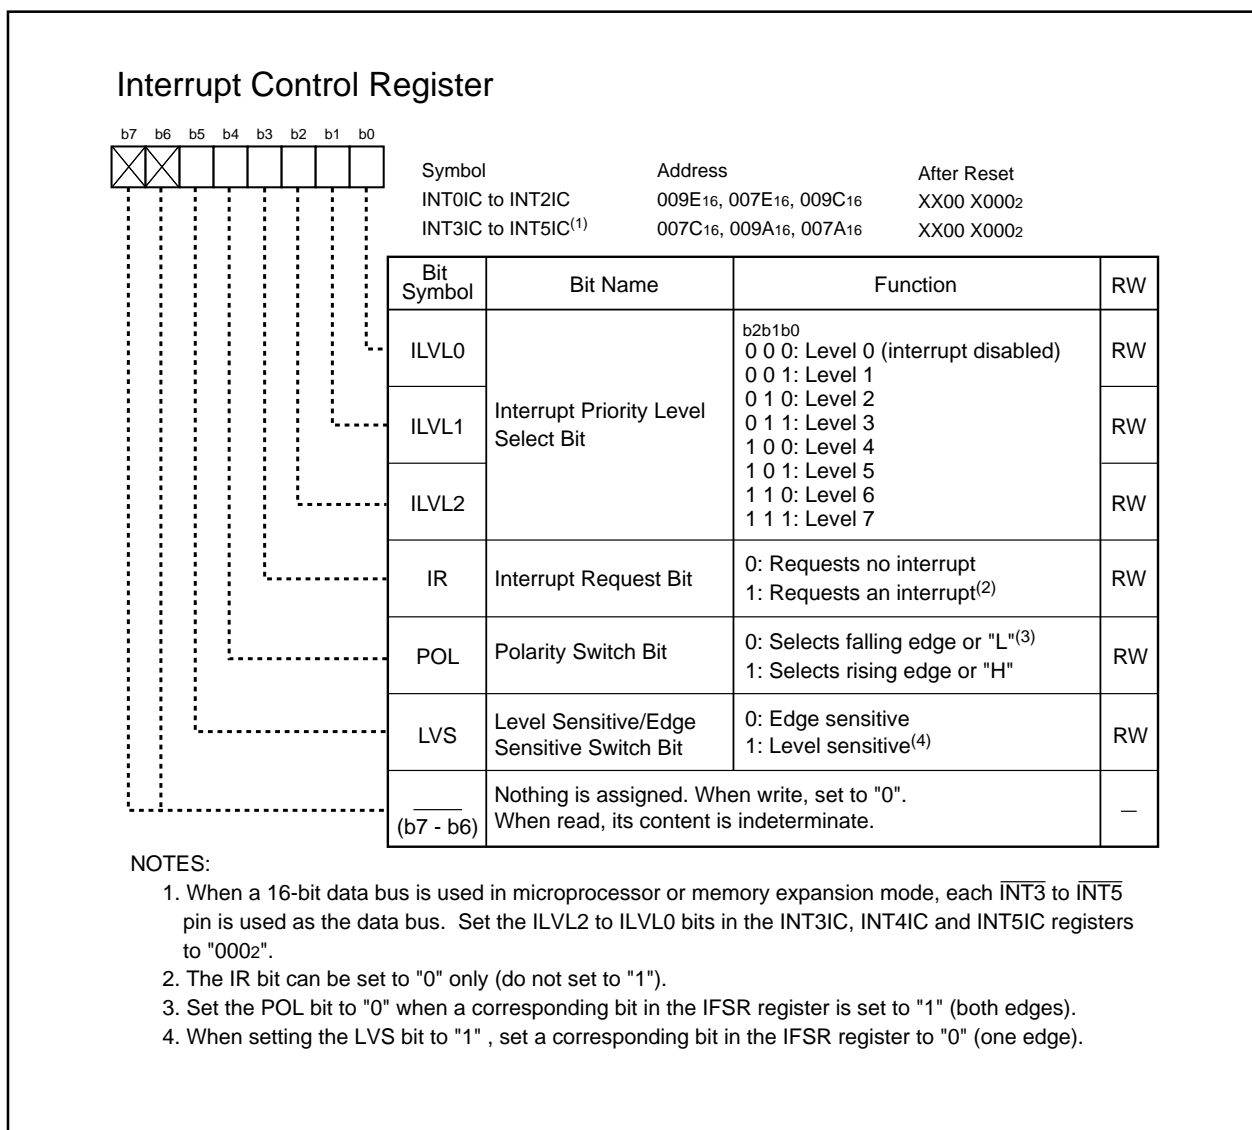 Interrupt Control Register
b7 b6 b5 b4 b3 b2 b1 b0
Symbol Address After Reset
INT0IC to INT2IC 009E16, 007E16, 009C16 XX00 X0002
INT3IC to INT5IC(1) 007C16, 009A16, 007A16 XX00 X0002
Bit Symbol Bit Name Function RW
ILVL0 RW
ILVL1 RW
ILVL2 RW
Interrupt Priority Level
Select Bit
b2b1b0
0 0 0: Level 0 (interrupt disabled)
0 0 1: Level 1
0 1 0: Level 2
0 1 1: Level 3
1 0 0: Level 4
1 0 1: Level 5
1 1 0: Level 6
1 1 1: Level 7
IR Interrupt Request Bit RW
0: Requests no interrupt
1: Requests an interrupt(2)
POL Polarity Switch Bit RW
0: Selects falling edge or "L"(3)
1: Selects rising edge or "H"
LVS RW
Level Sensitive/Edge
Sensitive Switch Bit
0: Edge sensitive
1: Level sensitive(4)
(b7 - b6)
Nothing is assigned. When write, set to "0".
When read, its content is indeterminate.
—
NOTES:
1. When a 16-bit data bus is used in microprocessor or memory expansion mode, each INT3 to INT5
pin is used as the data bus. Set the ILVL2 to ILVL0 bits in the INT3IC, INT4IC and INT5IC registers
to "0002".
2. The IR bit can be set to "0" only (do not set to "1").
3. Set the POL bit to "0" when a corresponding bit in the IFSR register is set to "1" (both edges).
4. When setting the LVS bit to "1" , set a corresponding bit in the IFSR register to "0" (one edge).